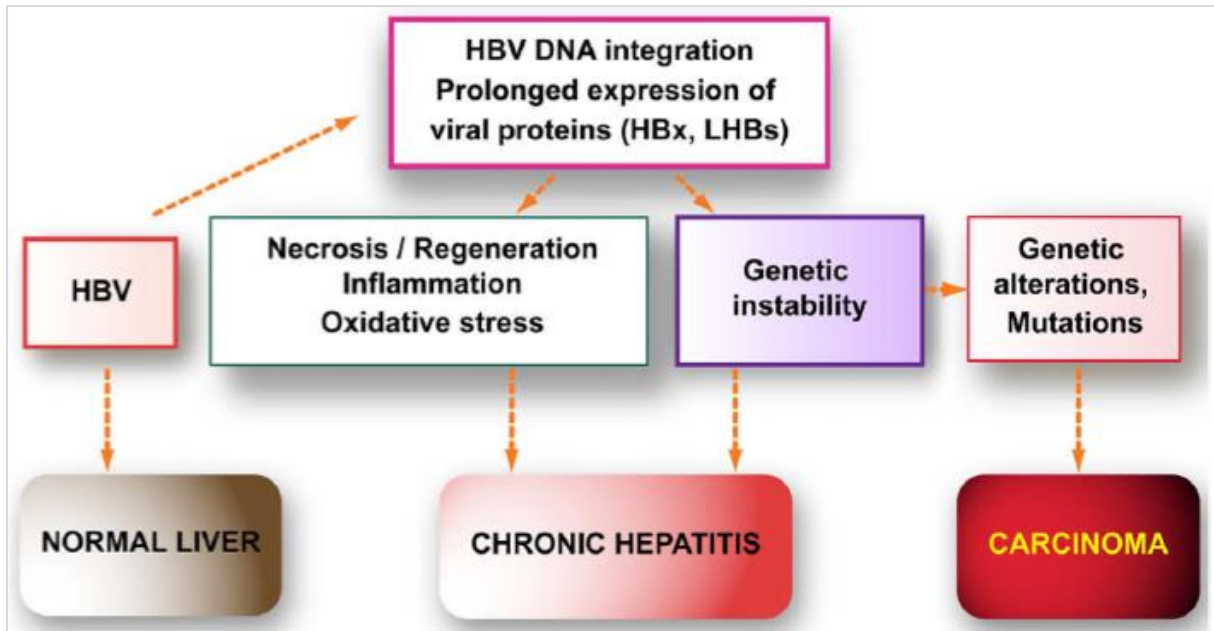 HBV DNA integration
Prolonged expression of
viral proteins (HBx, LHBs)
HBV
Necrosis / Regeneration
Inflammation
Oxidative stress
Genetic
instability
Genetic
alterations,
Mutations
NORMAL LIVER
CHRONIC HEPATITIS
CARCINOMA